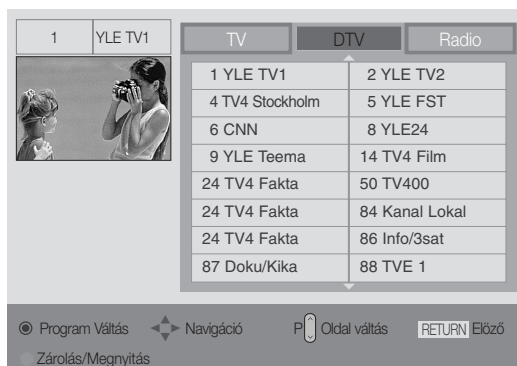 1 YLE TV1
TV DTV Radio
1 YLE TV1 2 YLE TV2
4 TV4 Stockholm 5 YLE FST
6 CNN 8 YLE24
9 YLE Teema 14 TV4 Film
24 TV4 Fakta 50 TV400
24 TV4 Fakta 84 Kanal Lokal
24 TV4 Fakta 86 Info/3sat
87 Doku/Kika 88 TVE 1
Program Váltás Navigáció P Oldal váltás RETURN Elözö
Zárolás/Megnyitás